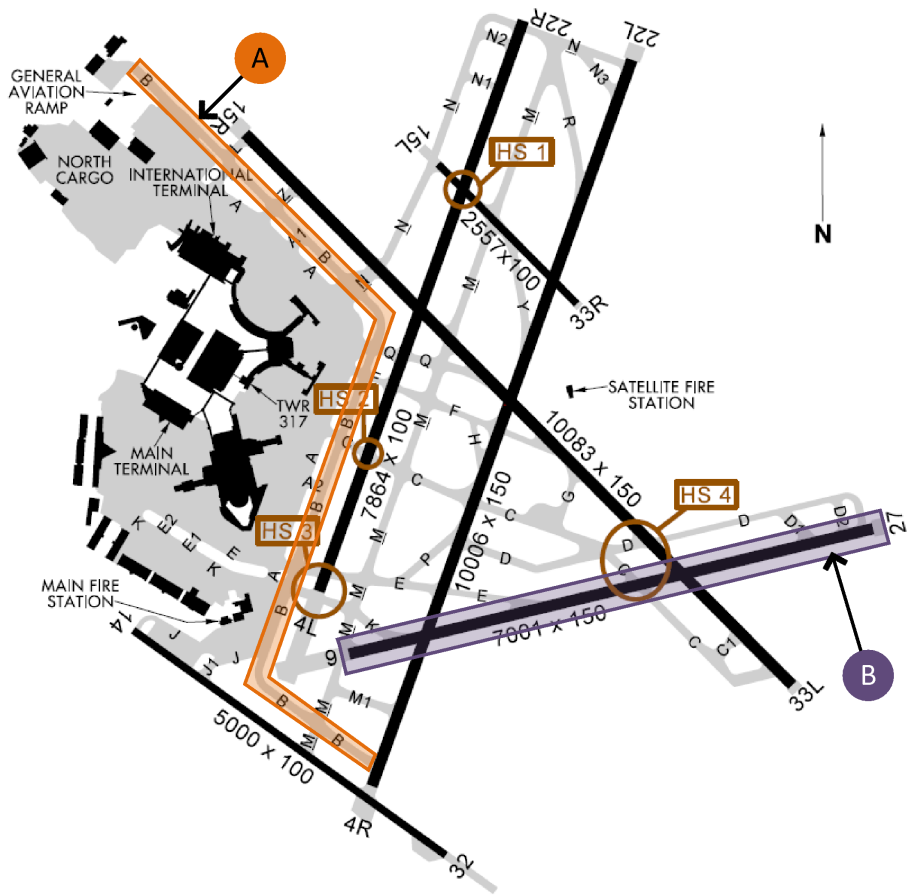 A
22R
22L
N2
N
N3
N1
GENERAL
AVIATION
RAMP
B
N
M
R
15R
15L
HS 1
NORTH
CARGO
INTERNATIONAL
TERMINAL
N
A
A1
B
A
N
N
2557 x 100
N
M
Y
33R
Q
Q
E
SATELLITE FIRE
STATION
TWR
317
HS 2
B
C
M
F
H
MAIN
TERMINAL
A
A2
B
7864 x 100
C
10083 x 150
G
HS 4
10006 x 150
C
K
E2
E1
K
E
HS 3
M
P
D
D
D
D1
D2
27
C
MAIN FIRE
STATION
A
B
4L
M
E
E
M
K
9
7001 x 150
14
J
J1
J
C
C1
B
33L
B
M
M1
M
B
5000 x 100
4R
32